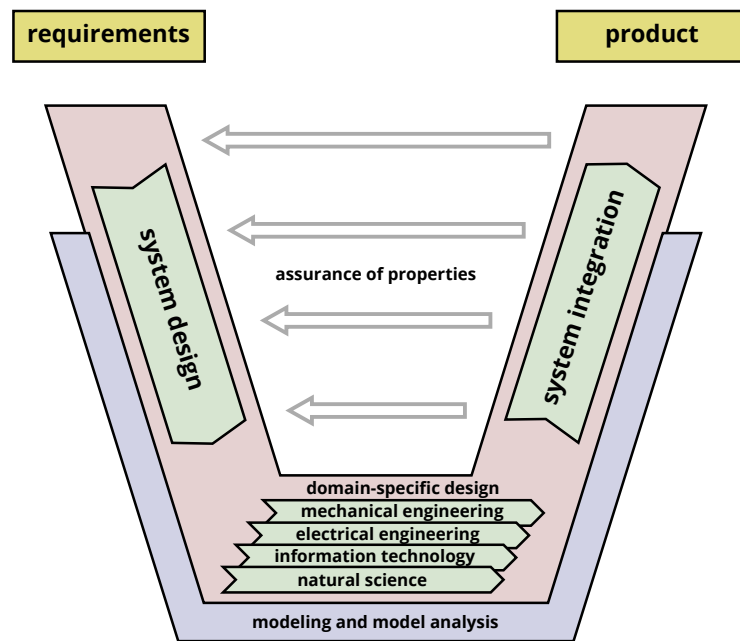 requirements
product
system design
assurance of properties
system integration
domain-specific design
mechanical engineering
electrical engineering
information technology
natural science
modeling and model analysis